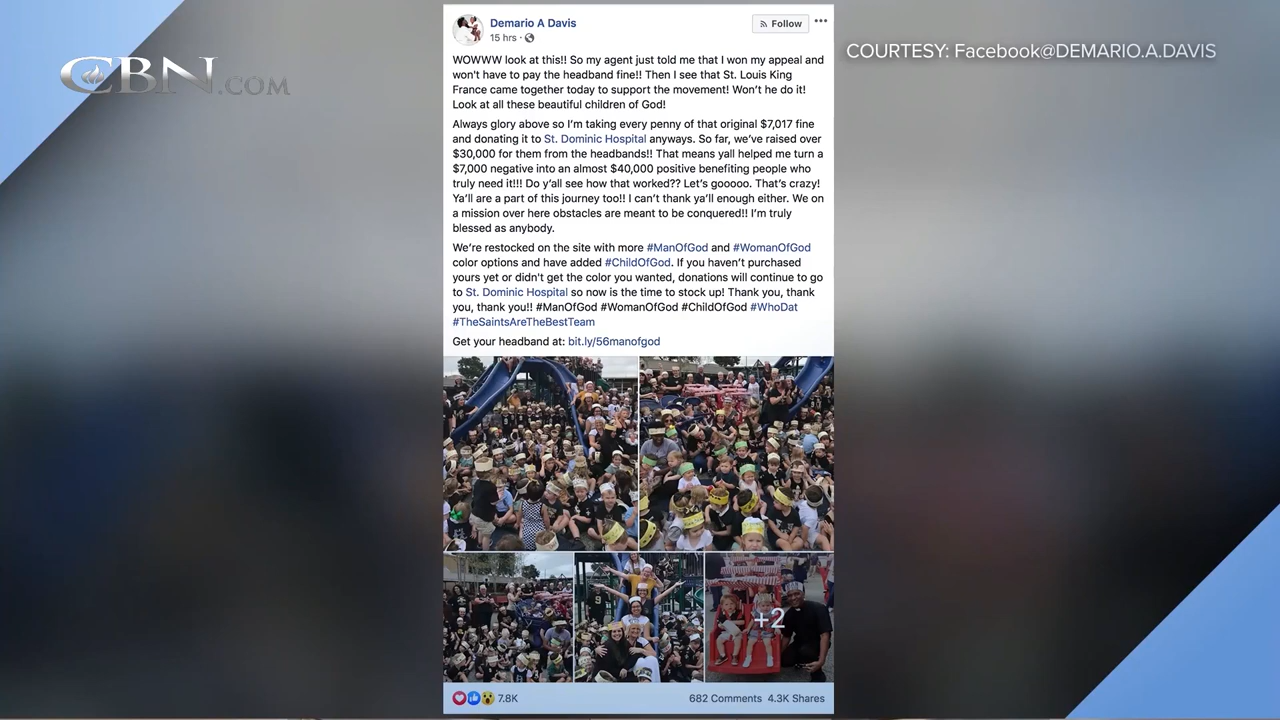 CBN.COM
COURTESY: Facebook@DEMARIO.A.DAVIS
Demario A Davis
15 hrs ·
Follow
WOWWW look at this!! So my agent just told me that I won my appeal and
won't have to pay the headband fine!! Then I see that St. Louis King
France came together today to support the movement! Won't he do it!
Look at all these beautiful children of God!
Always glory above so I'm taking every penny of that original $7,017 fine
and donating it to St. Dominic Hospital anyways. So far, we've raised over
$30,000 for them from the headbands!! That means yall helped me turn a
$7,000 negative into an almost $40,000 positive benefiting people who
truly need it!!! Do y'all see how that worked?? Let's gooooo. That's crazy!
Ya'll are a part of this journey too!! I can't thank ya'll enough either. We on
a mission over here obstacles are meant to be conquered!! I'm truly
blessed as anybody.
We're restocked on the site with more #ManOfGod and #WomanOfGod
color options and have added #ChildOfGod. If you haven't purchased
yours yet or didn't get the color you wanted, donations will continue to go
to St. Dominic Hospital so now is the time to stock up! Thank you, thank
you, thank you!! #ManOfGod #WomanOfGod #ChildOfGod #WhoDat
#TheSaintsAreTheBestTeam
Get your headband at: bit.ly/56manofgod
9
+2
7.8K
682 Comments 4.3K Shares